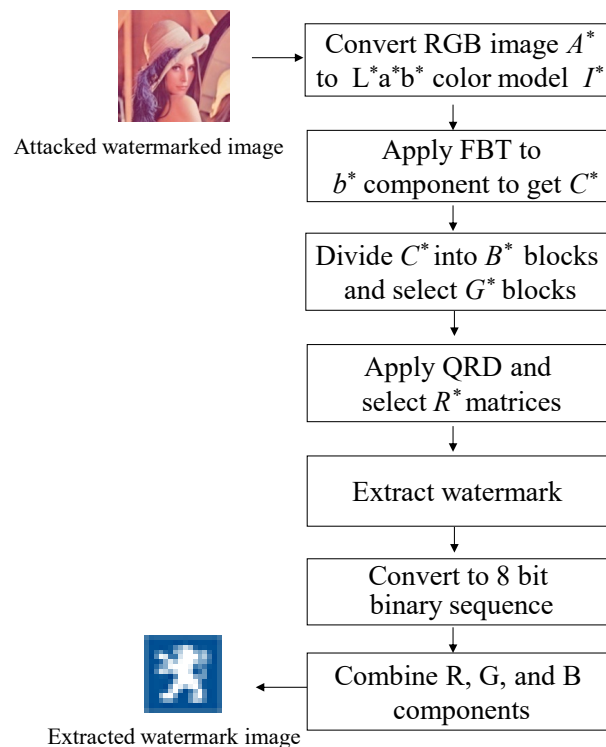 Convert RGB image A*
to L*a*b* color model I*
Attacked watermarked image
Apply FBT to
b* component to get C*
Divide C* into B* blocks
and select G* blocks
Apply QRD and
select R* matrices
Extract watermark
Convert to 8 bit
binary sequence
Combine R, G, and B
components
Extracted watermark image